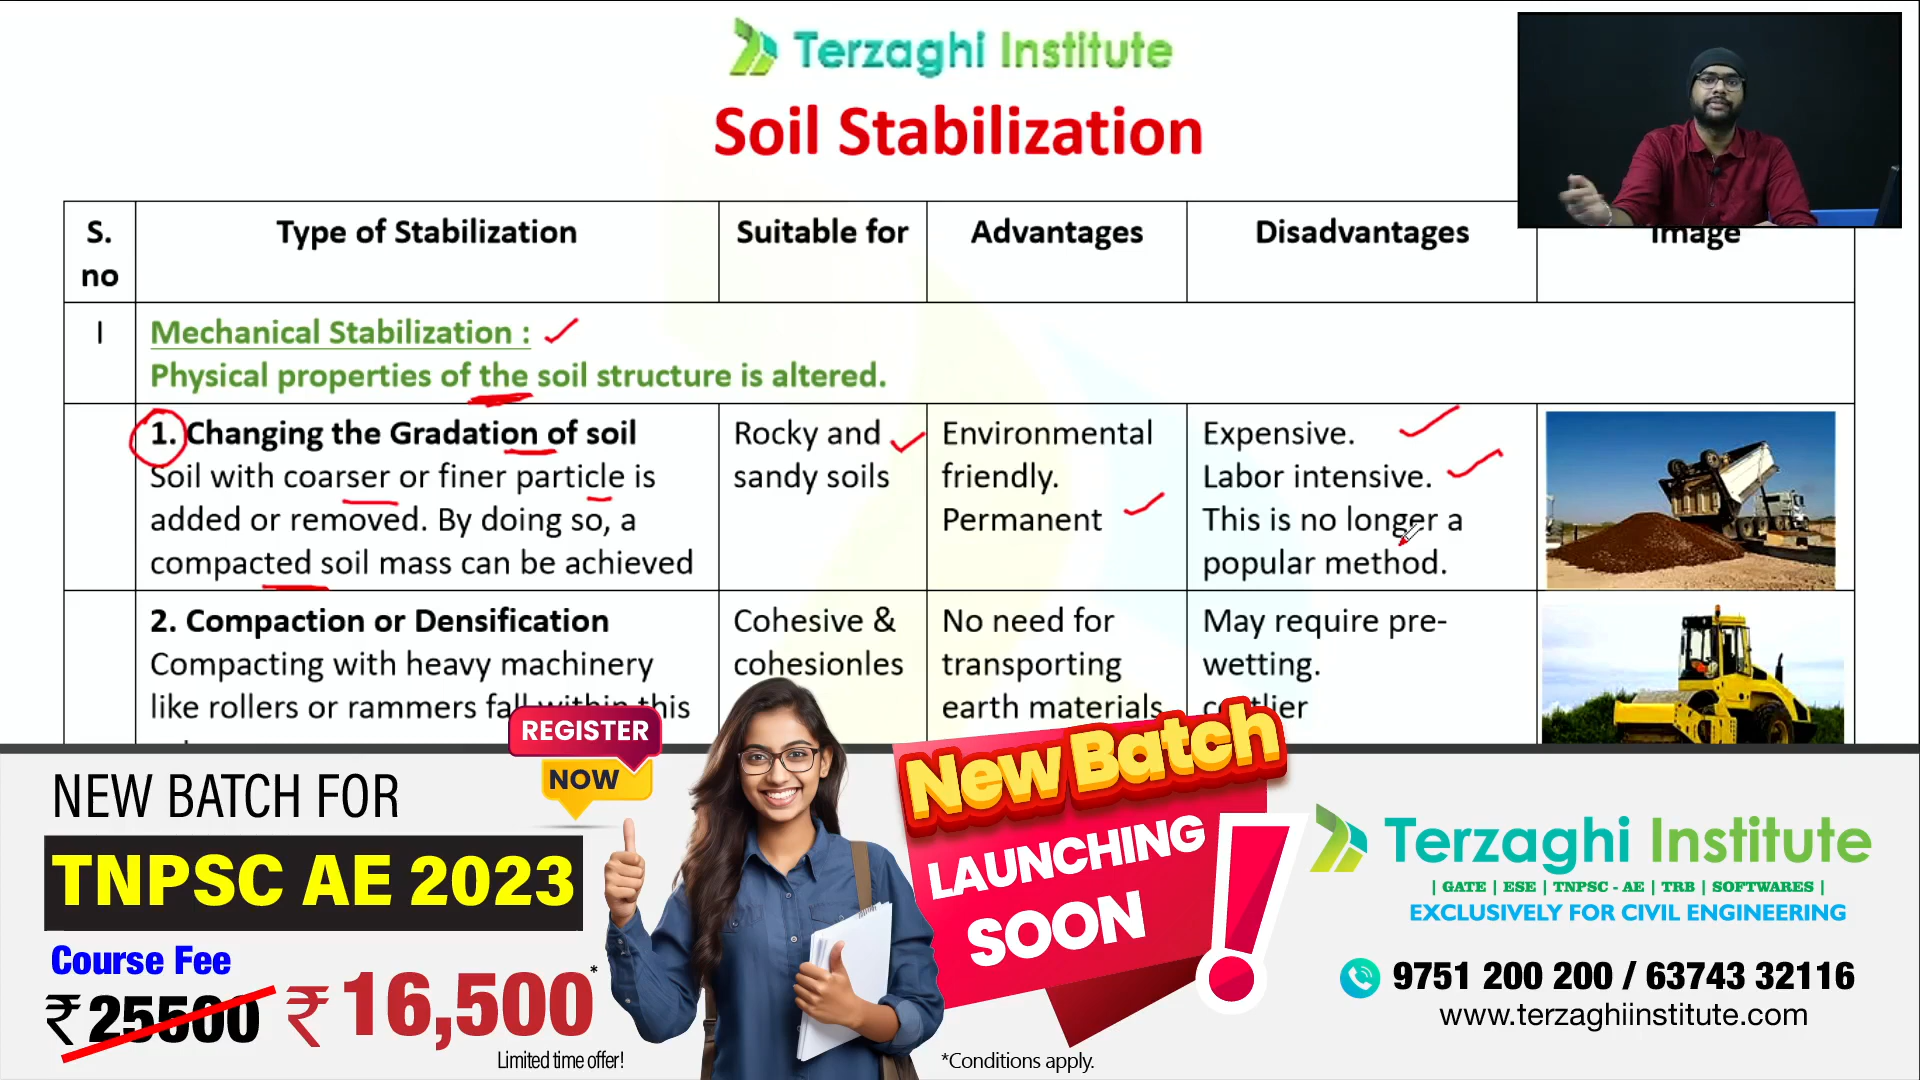 Terzaghi Institute
Soil Stabilization
S. no
Type of Stabilization
Suitable for
Advantages
Disadvantages
Image
I
Mechanical Stabilization :
Physical properties of the soil structure is altered.
1. Changing the Gradation of soil
Soil with coarser or finer particle is
added or removed. By doing so, a
compacted soil mass can be achieved
Rocky and
sandy soils
Environmental
friendly.
Permanent
Expensive.
Labor intensive.
This is no longer a
popular method.
2. Compaction or Densification
Compacting with heavy machinery
like rollers or rammers fall within this
Cohesive &
cohesionles
No need for
transporting
earth materials
May require pre-
wetting.
costlier
REGISTER
NOW
NEW BATCH FOR
TNPSC AE 2023
Course Fee
₹25500 ₹16,500*
Limited time offer!
New Batch
LAUNCHING
SOON
*Conditions apply.
Terzaghi Institute
| GATE | ESE | TNPSC - AE | TRB | SOFTWARES |
EXCLUSIVELY FOR CIVIL ENGINEERING
9751 200 200 / 63743 32116
www.terzaghiinstitute.com